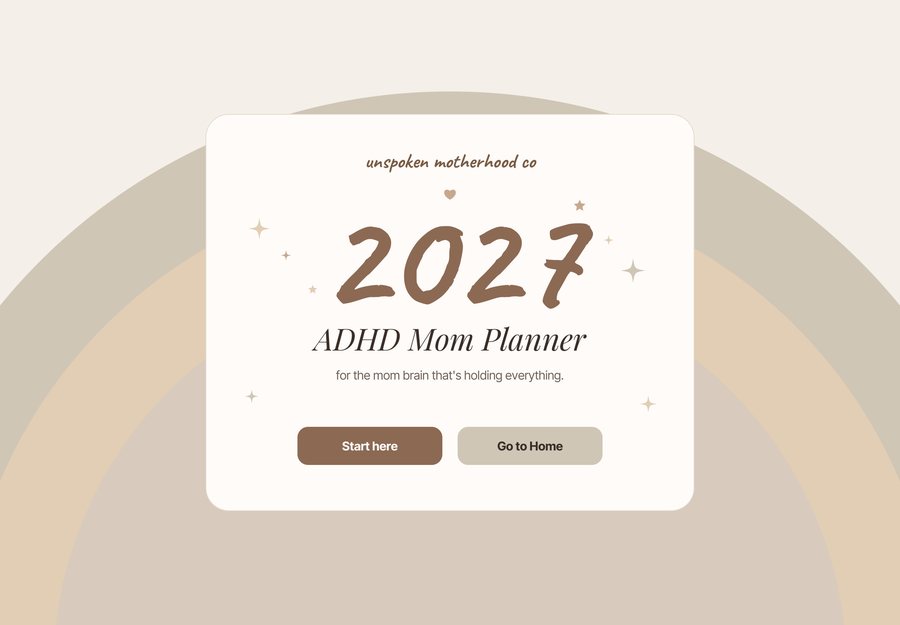 unspoken motherhood co
2027
ADHD Mom Planner
for the mom brain that's holding everything.
Start here
Go to Home